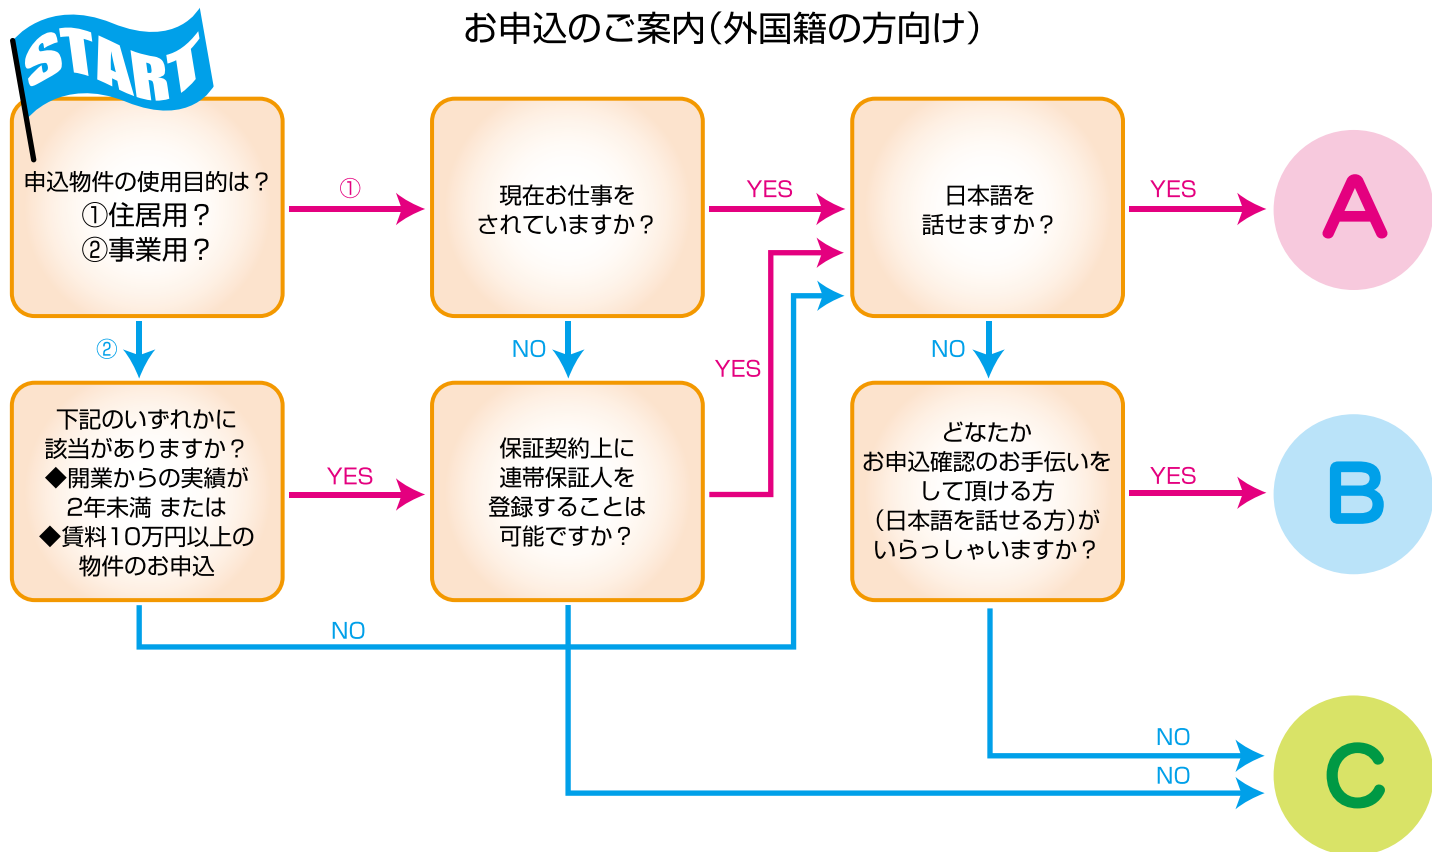 お申込のご案内（外国籍の方向け）
START
申込物件の使用目的は？
①住居用？
②事業用？
①
現在お仕事を
されていますか？
YES
日本語を
話せますか？
YES
A
②
NO
YES
NO
下記のいずれかに
該当がありますか？
◆開業からの実績が
2年未満 または
◆賃料10万円以上の
物件のお申込
YES
保証契約上に
連帯保証人を
登録することは
可能ですか？
どなたか
お申込確認のお手伝いを
して頂ける方
（日本語を話せる方）が
いらっしゃいますか？
YES
B
NO
NO
NO
C